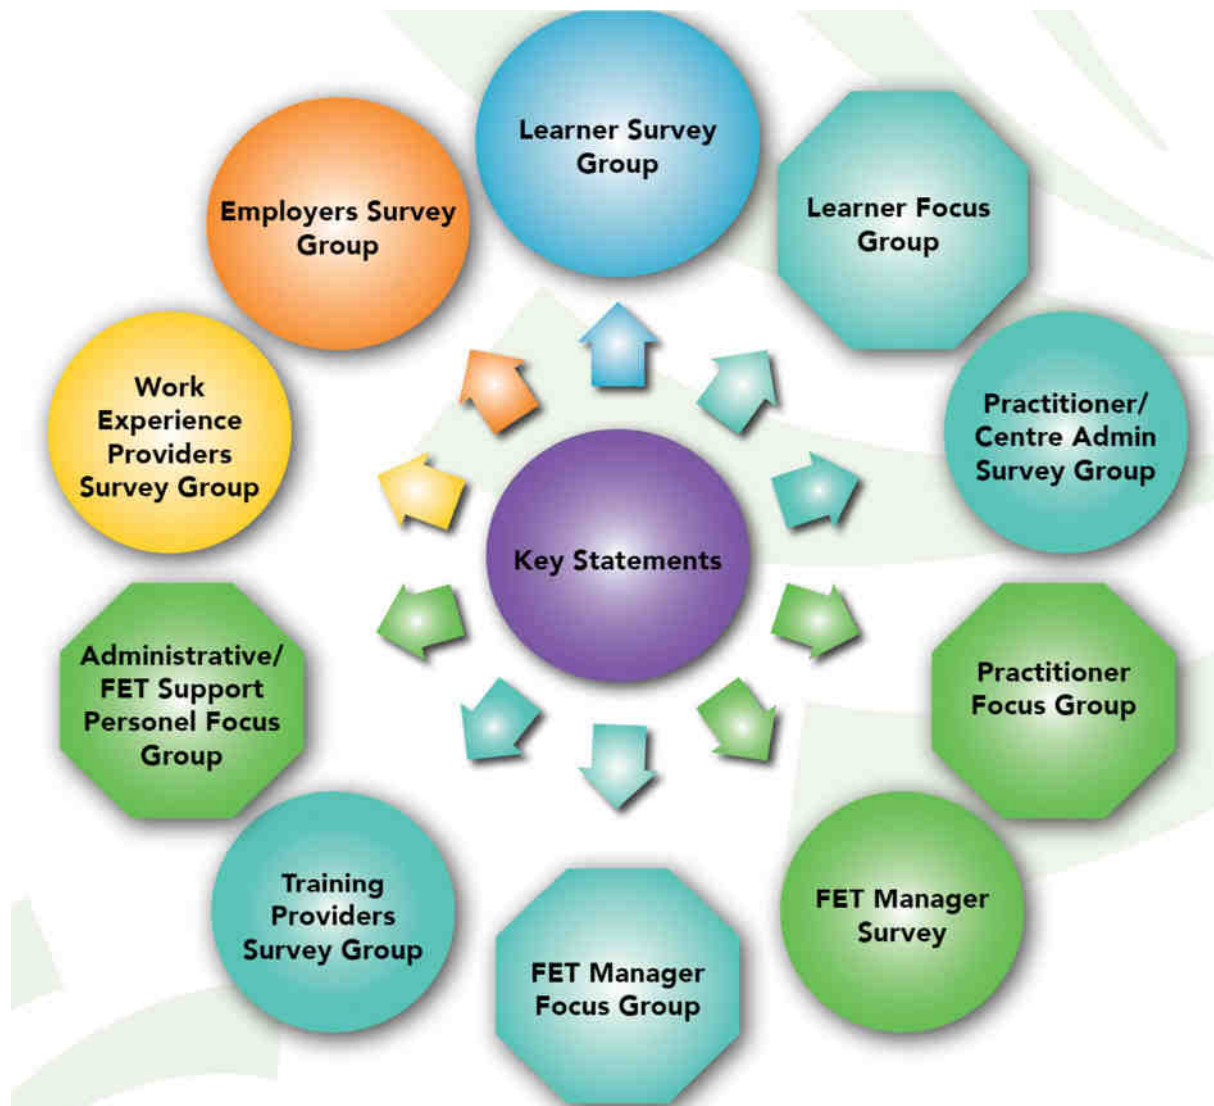 Learner Survey
Group
Learner Focus
Group
Practitioner/
Centre Admin
Survey Group
Practitioner
Focus Group
FET Manager
Survey
FET Manager
Focus Group
Training
Providers
Survey Group
Administrative/
FET Support
Personel Focus
Group
Work
Experience
Providers
Survey Group
Employers Survey
Group
Key Statements